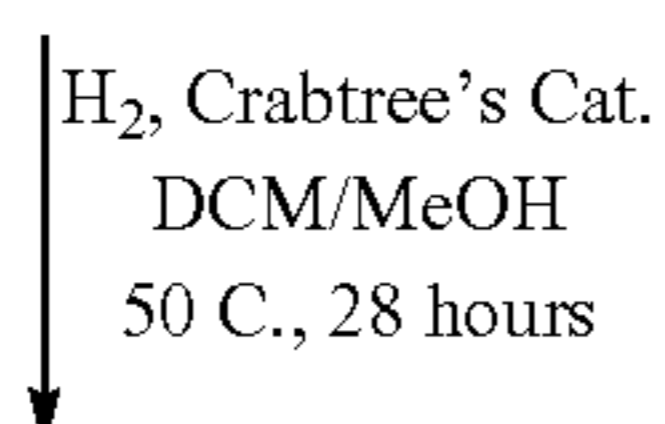 H₂, Crabtree’s Cat.
DCM/MeOH
50 C., 28 hours